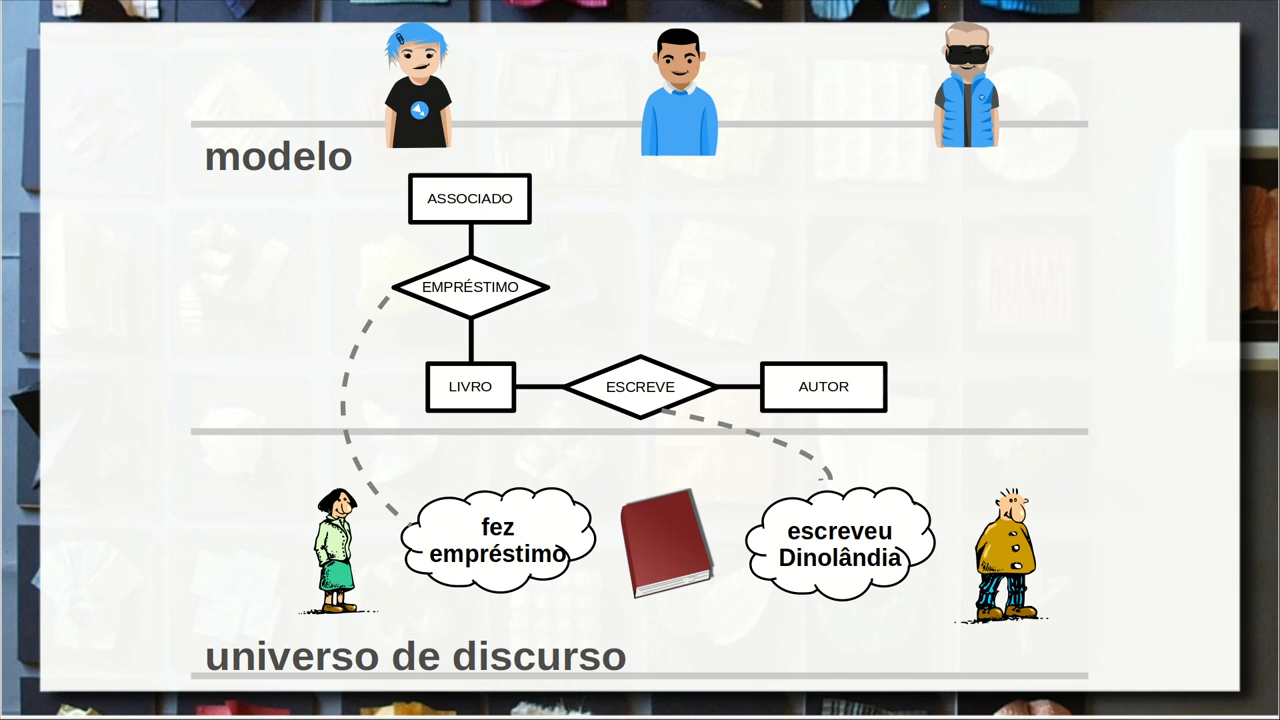 modelo
ASSOCIADO
EMPRÉSTIMO
LIVRO
ESCREVE
AUTOR
fez
empréstimo
escreveu
Dinolândia
universo de discurso